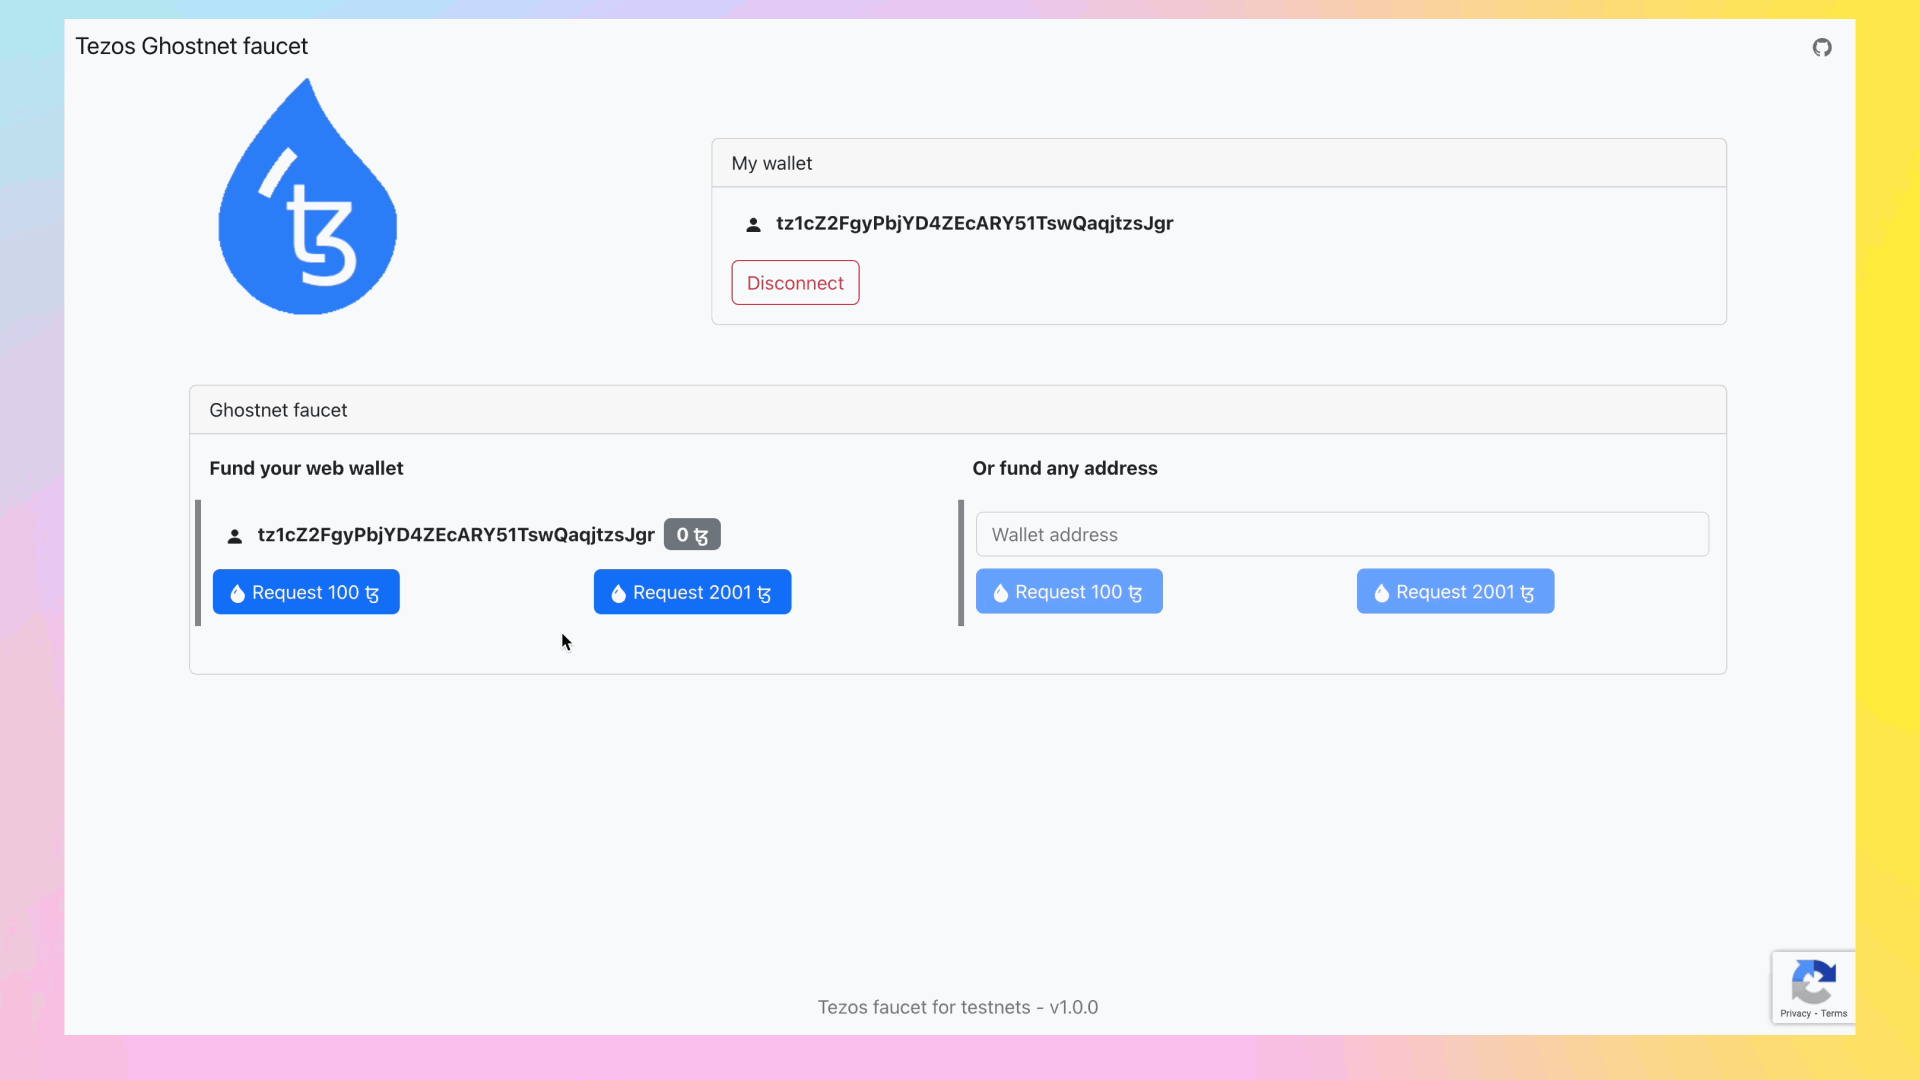 Tezos Ghostnet faucet
ꜩ
My wallet
tz1cZ2FgyPbjYD4ZEcARY51TswQaqjtzsJgr
Disconnect
Ghostnet faucet
Fund your web wallet
Or fund any address
tz1cZ2FgyPbjYD4ZEcARY51TswQaqjtzsJgr 0 ꜩ
Wallet address
Request 100 ꜩ
Request 2001 ꜩ
Request 100 ꜩ
Request 2001 ꜩ
Tezos faucet for testnets - v1.0.0
Privacy - Terms